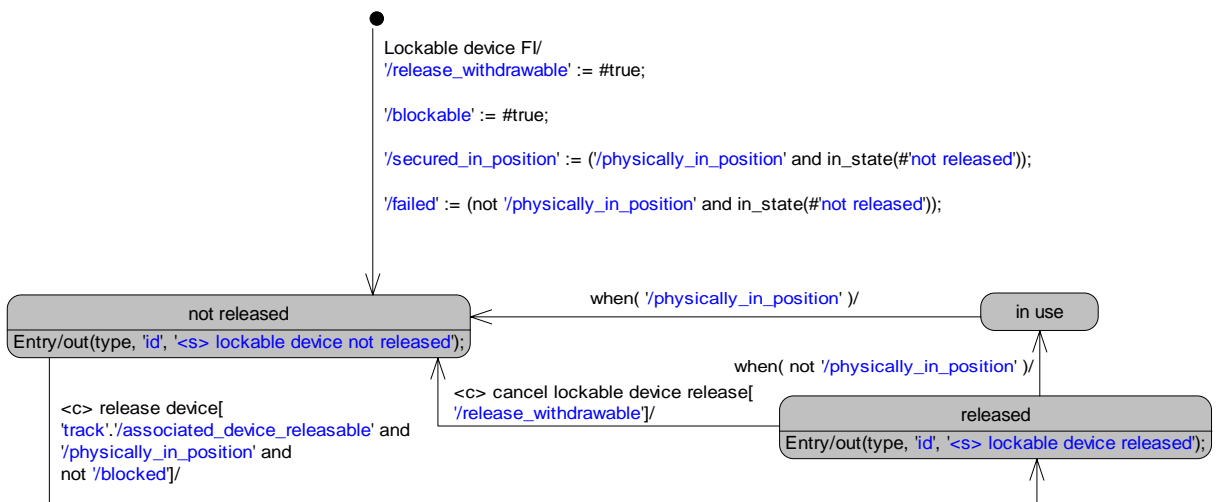 Lockable device FI/
'/release_withdrawable' := #true;
'/blockable' := #true;
'/secured_in_position' := ('/physically_in_position' and in_state(#'not released'));
'/failed' := (not '/physically_in_position' and in_state(#'not released'));
not released
Entry/out(type, 'id', '<s> lockable device not released');
when( '/physically_in_position' )/
in use
when( not '/physically_in_position' )/
<c> cancel lockable device release[
'/release_withdrawable']/
released
Entry/out(type, 'id', '<s> lockable device released');
<c> release device[
'track'.'/associated_device_releasable' and
'/physically_in_position' and
not '/blocked']/